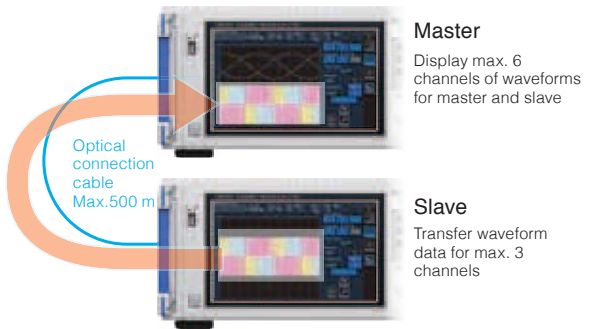 Master
Display max. 6
channels of waveforms
for master and slave
Optical
connection
cable
Max.500 m
Slave
Transfer waveform
data for max. 3
channels